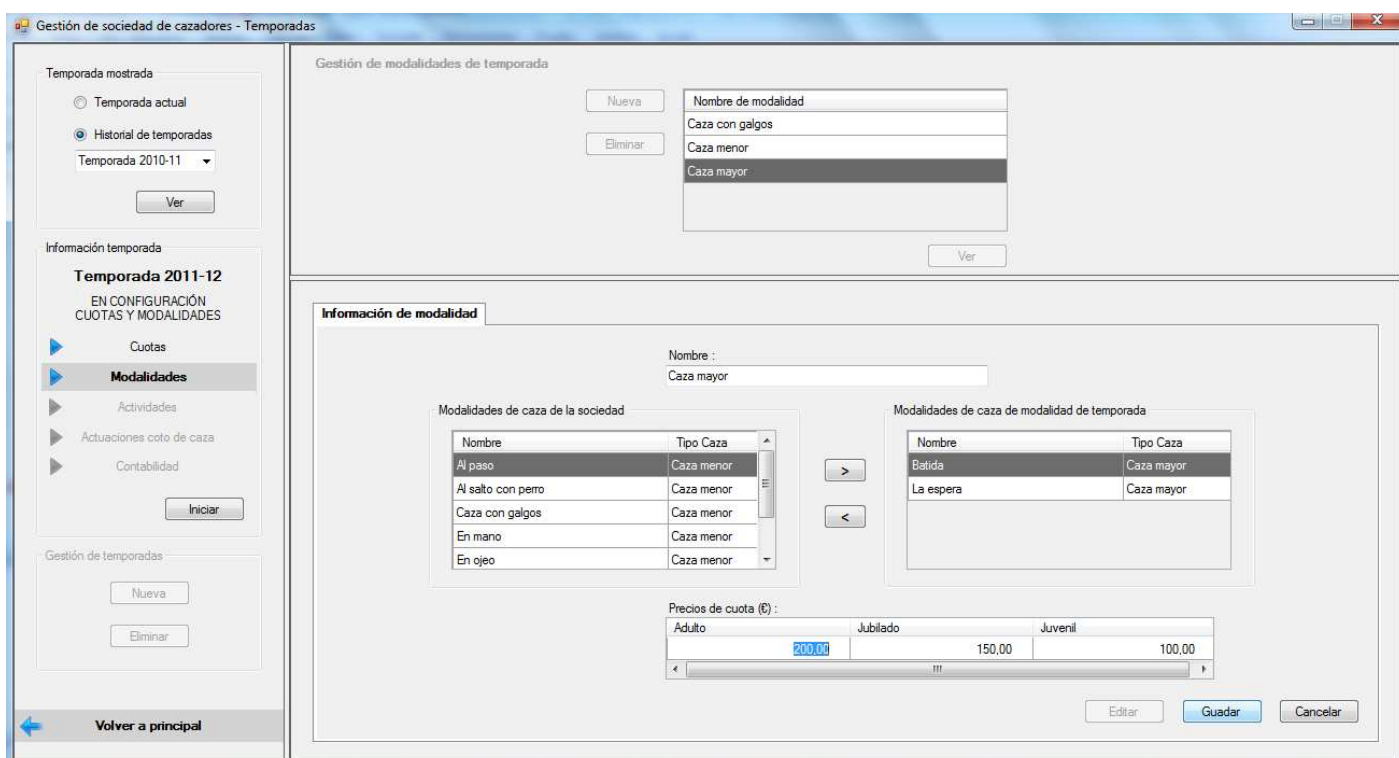 Gestión de sociedad de cazadores - Temporadas
Temporada mostrada
Temporada actual
Historial de temporadas
Temporada 2010-11
Ver
Información temporada
Temporada 2011-12
EN CONFIGURACIÓN
CUOTAS Y MODALIDADES
Cuotas
Modalidades
Actividades
Actuaciones coto de caza
Contabilidad
Iniciar
Gestión de temporadas
Nueva
Eliminar
Volver a principal
Gestión de modalidades de temporada
Nueva
Eliminar
Nombre de modalidad
Caza con galgos
Caza menor
Caza mayor
Ver
Información de modalidad
Nombre :
Caza mayor
Modalidades de caza de la sociedad
Nombre Tipo Caza
Al paso Caza menor
Al salto con perro Caza menor
Caza con galgos Caza menor
En mano Caza menor
En ojeo Caza menor
>
<
Modalidades de caza de modalidad de temporada
Nombre Tipo Caza
Batida Caza mayor
La espera Caza mayor
Precios de cuota (€) :
Adulto Jubilado Juvenil
200,00 150,00 100,00
Editar Guadar Cancelar